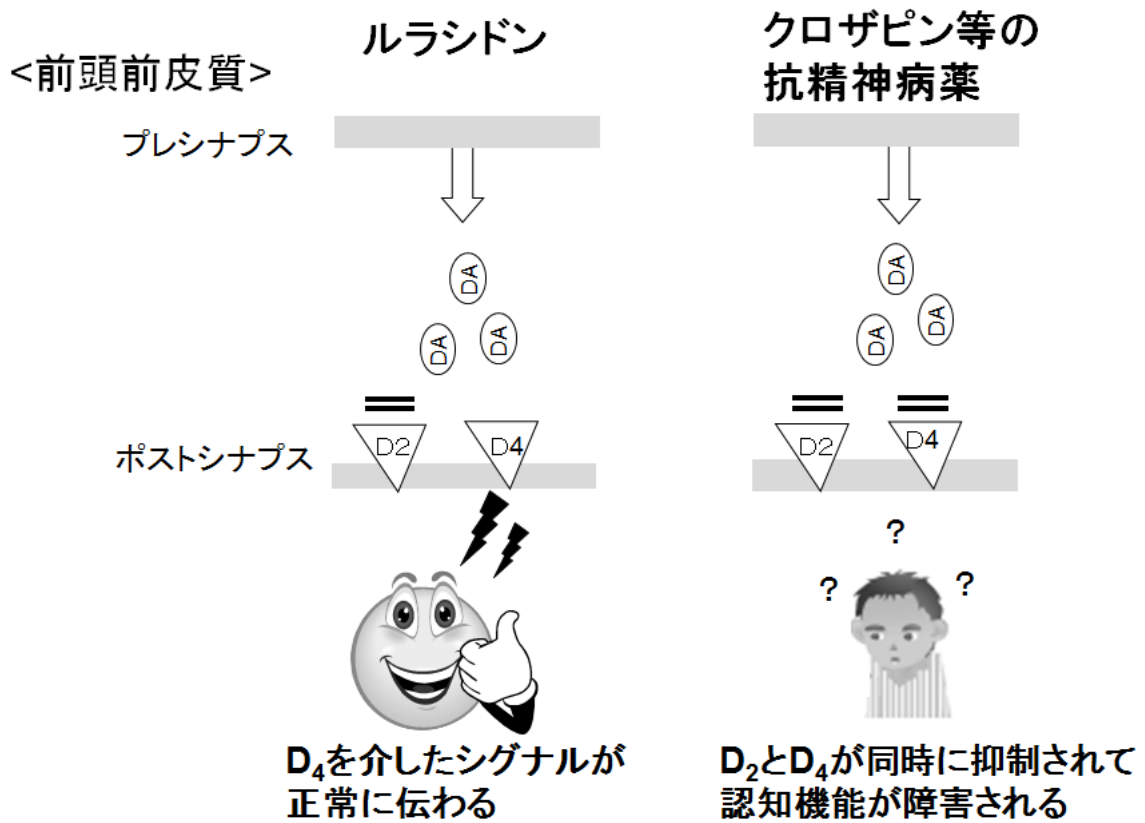 <前頭前皮質>
ルラシドン
クロザピン等の
抗精神病薬
プレシナプス
DA
DA
DA
DA
DA
DA
ポストシナプス
D2
D4
D2
D4
?
?
?
D₄を介したシグナルが
正常に伝わる
D₂とD₄が同時に抑制されて
認知機能が障害される